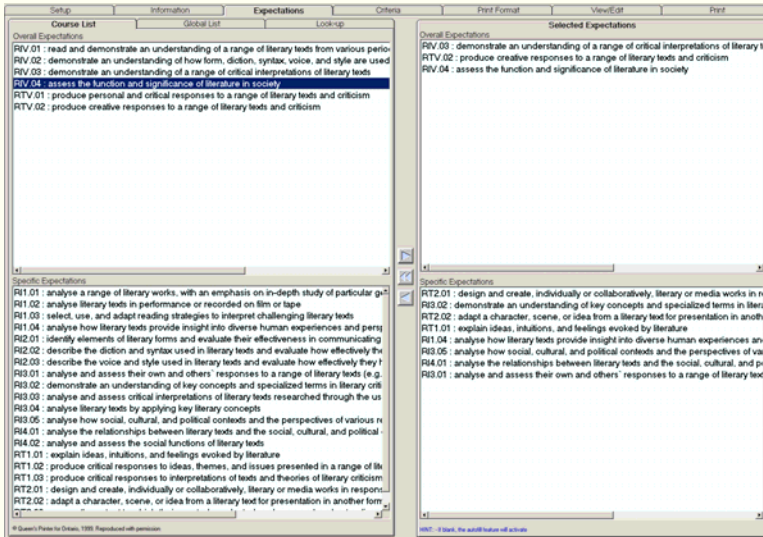 Setup Information Expectations Criteria Print Format View/Edit Print
Course List Global List Look-up
Overall Expectations
RIV.01 : read and demonstrate an understanding of a range of literary texts from various perio
RIV.02 : demonstrate an understanding of how form, diction, syntax, voice, and style are used
RIV.03 : demonstrate an understanding of a range of critical interpretations of literary texts
RIV.04 : assess the function and significance of literature in society
RTV.01 : produce personal and critical responses to a range of literary texts and criticism
RTV.02 : produce creative responses to a range of literary texts and criticism
Specific Expectations
RI1.01 : analyse a range of literary works, with an emphasis on in-depth study of particular ge
RI1.02 : analyse literary texts in performance or recorded on film or tape
RI1.03 : select, use, and adapt reading strategies to interpret challenging literary texts
RI1.04 : analyse how literary texts provide insight into diverse human experiences and persp
RI2.01 : identify elements of literary forms and evaluate their effectiveness in communicating
RI2.02 : describe the diction and syntax used in literary texts and evaluate how effectively the
RI2.03 : describe the voice and style used in literary texts and evaluate how effectively they h
RI3.01 : analyse and assess their own and others` responses to a range of literary texts (e.g.
RI3.02 : demonstrate an understanding of key concepts and specialized terms in literary criti
RI3.03 : analyse and assess critical interpretations of literary texts researched through the us
RI3.04 : analyse literary texts by applying key literary concepts
RI3.05 : analyse how social, cultural, and political contexts and the perspectives of various re
RI4.01 : analyse the relationships between literary texts and the social, cultural, and political
RI4.02 : analyse and assess the social functions of literary texts
RT1.01 : explain ideas, intuitions, and feelings evoked by literature
RT1.02 : produce critical responses to ideas, themes, and issues presented in a range of lite
RT1.03 : produce critical responses to interpretations of texts and theories of literary criticism
RT2.01 : design and create, individually or collaboratively, literary or media works in respons
RT2.02 : adapt a character, scene, or idea from a literary text for presentation in another form
© Queen's Printer for Ontario, 1999. Reproduced with permission
Selected Expectations
Overall Expectations
RIV.03 : demonstrate an understanding of a range of critical interpretations of literary t
RTV.02 : produce creative responses to a range of literary texts and criticism
RIV.04 : assess the function and significance of literature in society
Specific Expectations
RT2.01 : design and create, individually or collaboratively, literary or media works in re
RI3.02 : demonstrate an understanding of key concepts and specialized terms in litera
RT2.02 : adapt a character, scene, or idea from a literary text for presentation in anoth
RT1.01 : explain ideas, intuitions, and feelings evoked by literature
RI1.04 : analyse how literary texts provide insight into diverse human experiences and
RI3.05 : analyse how social, cultural, and political contexts and the perspectives of va
RI4.01 : analyse the relationships between literary texts and the social, cultural, and po
RI3.01 : analyse and assess their own and others` responses to a range of literary text
HINT: - If blank, the autofill feature will activate